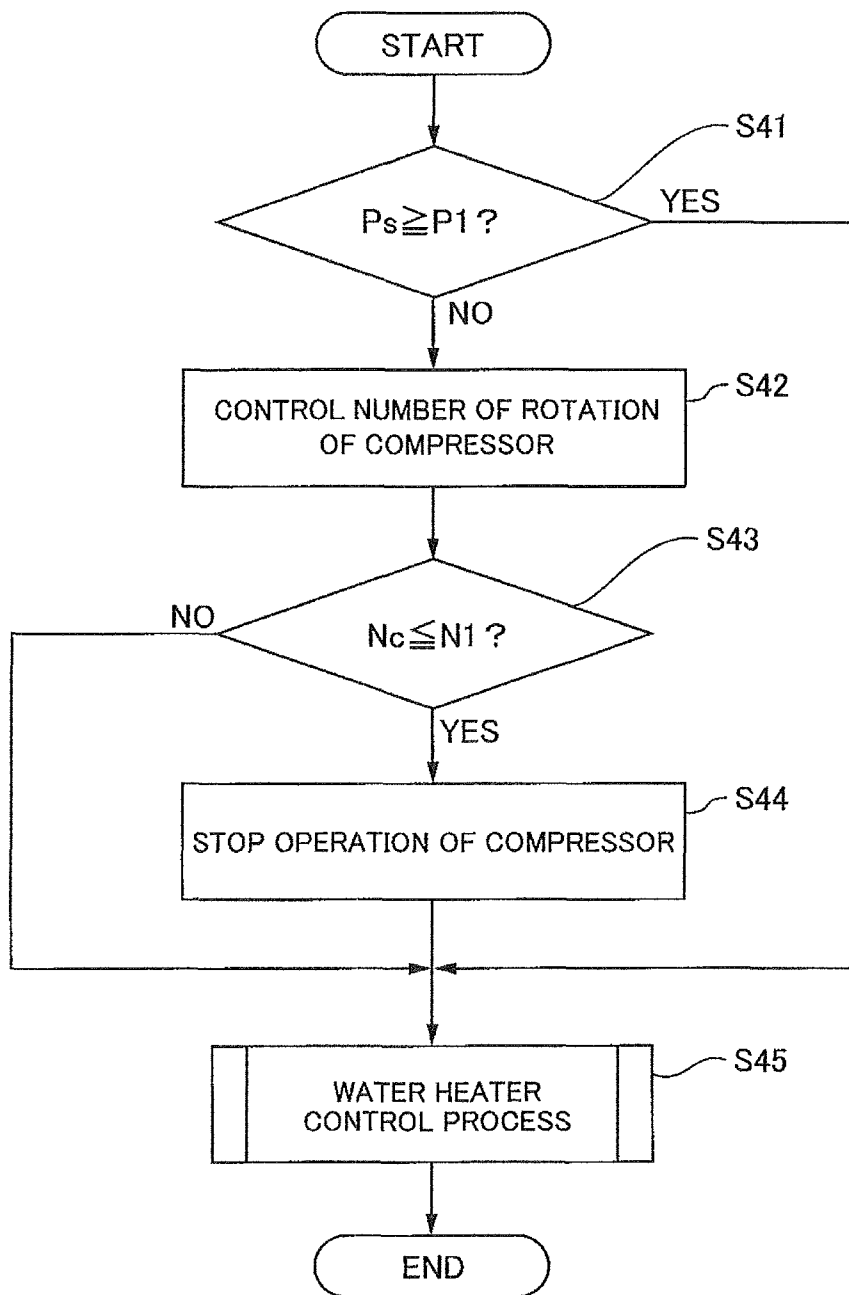 START
S41
Ps≧P1?
YES
NO
S42
CONTROL NUMBER OF ROTATION
OF COMPRESSOR
S43
NO
Nc≦N1?
YES
S44
STOP OPERATION OF COMPRESSOR
S45
WATER HEATER
CONTROL PROCESS
END